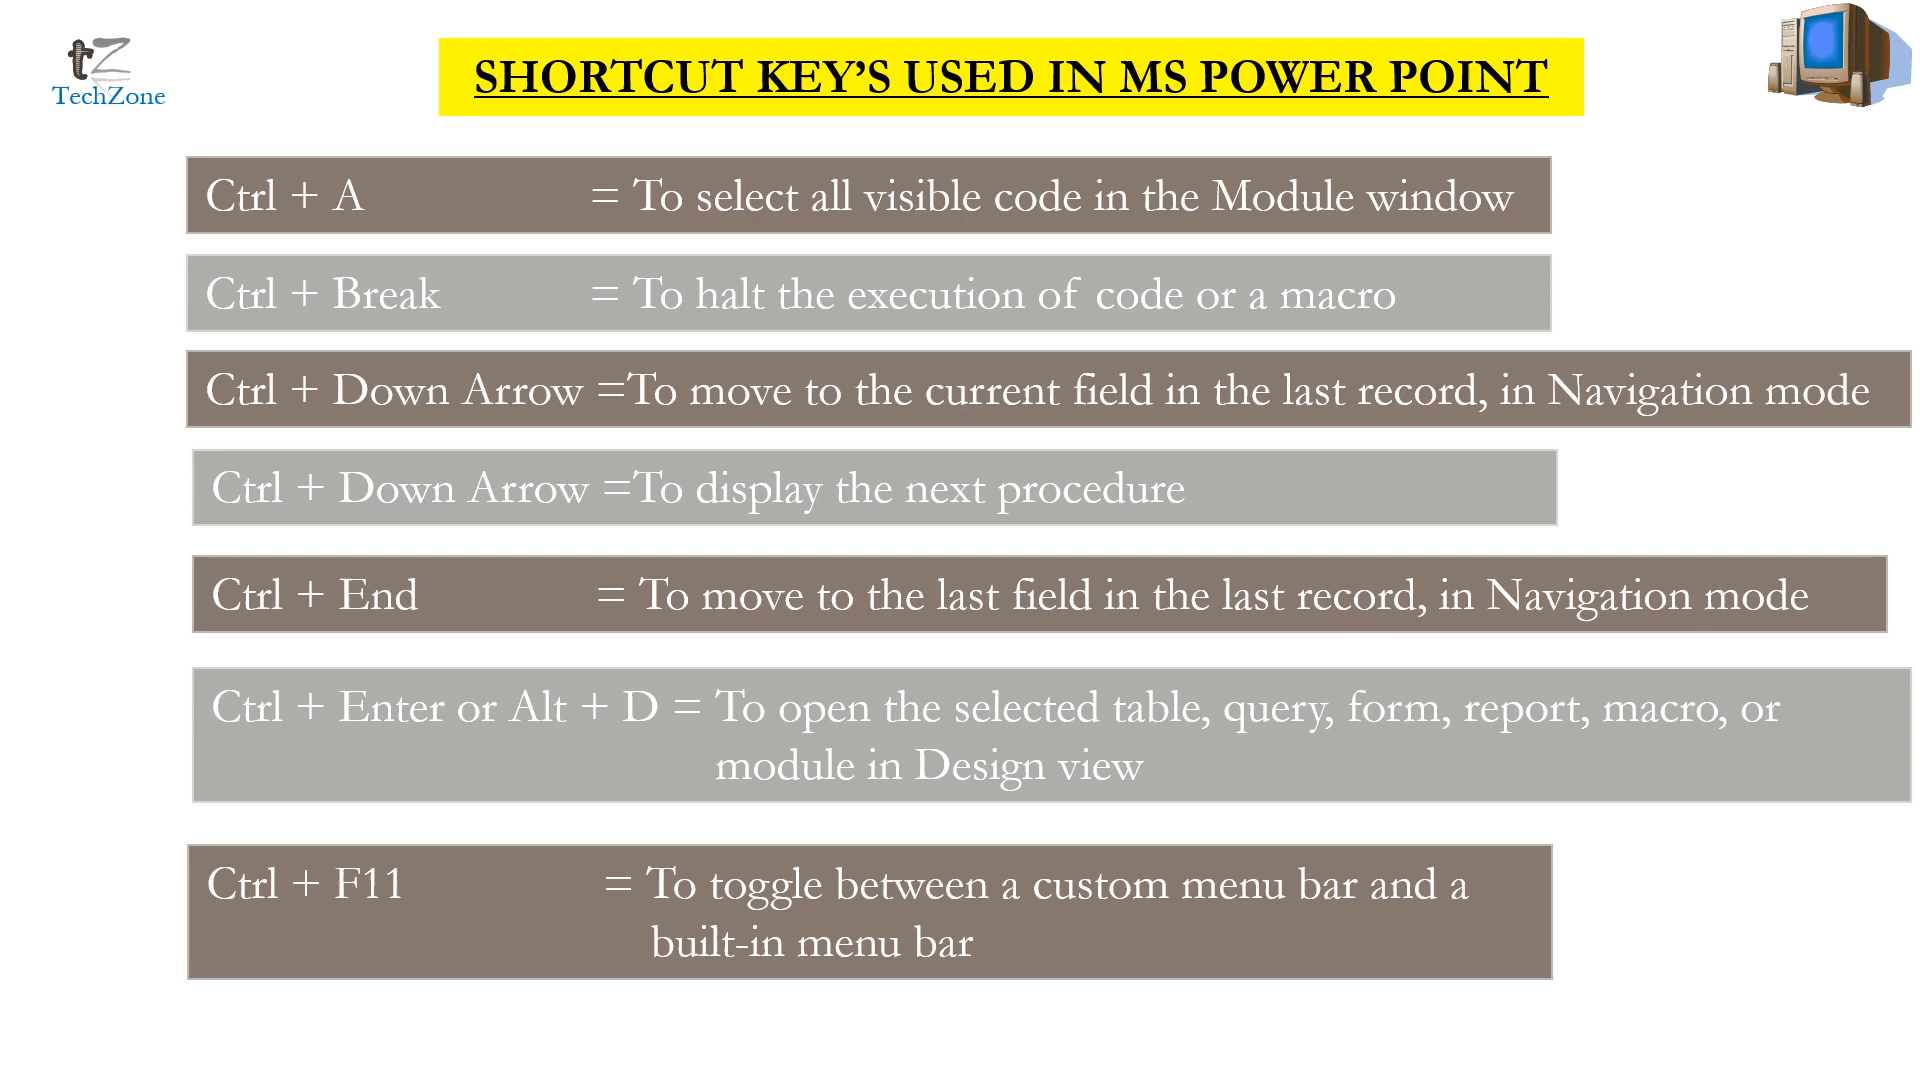 tZ
TechZone
SHORTCUT KEY’S USED IN MS POWER POINT
Ctrl + A = To select all visible code in the Module window
Ctrl + Break = To halt the execution of code or a macro
Ctrl + Down Arrow =To move to the current field in the last record, in Navigation mode
Ctrl + Down Arrow =To display the next procedure
Ctrl + End = To move to the last field in the last record, in Navigation mode
Ctrl + Enter or Alt + D = To open the selected table, query, form, report, macro, or
module in Design view
Ctrl + F11 = To toggle between a custom menu bar and a
built-in menu bar